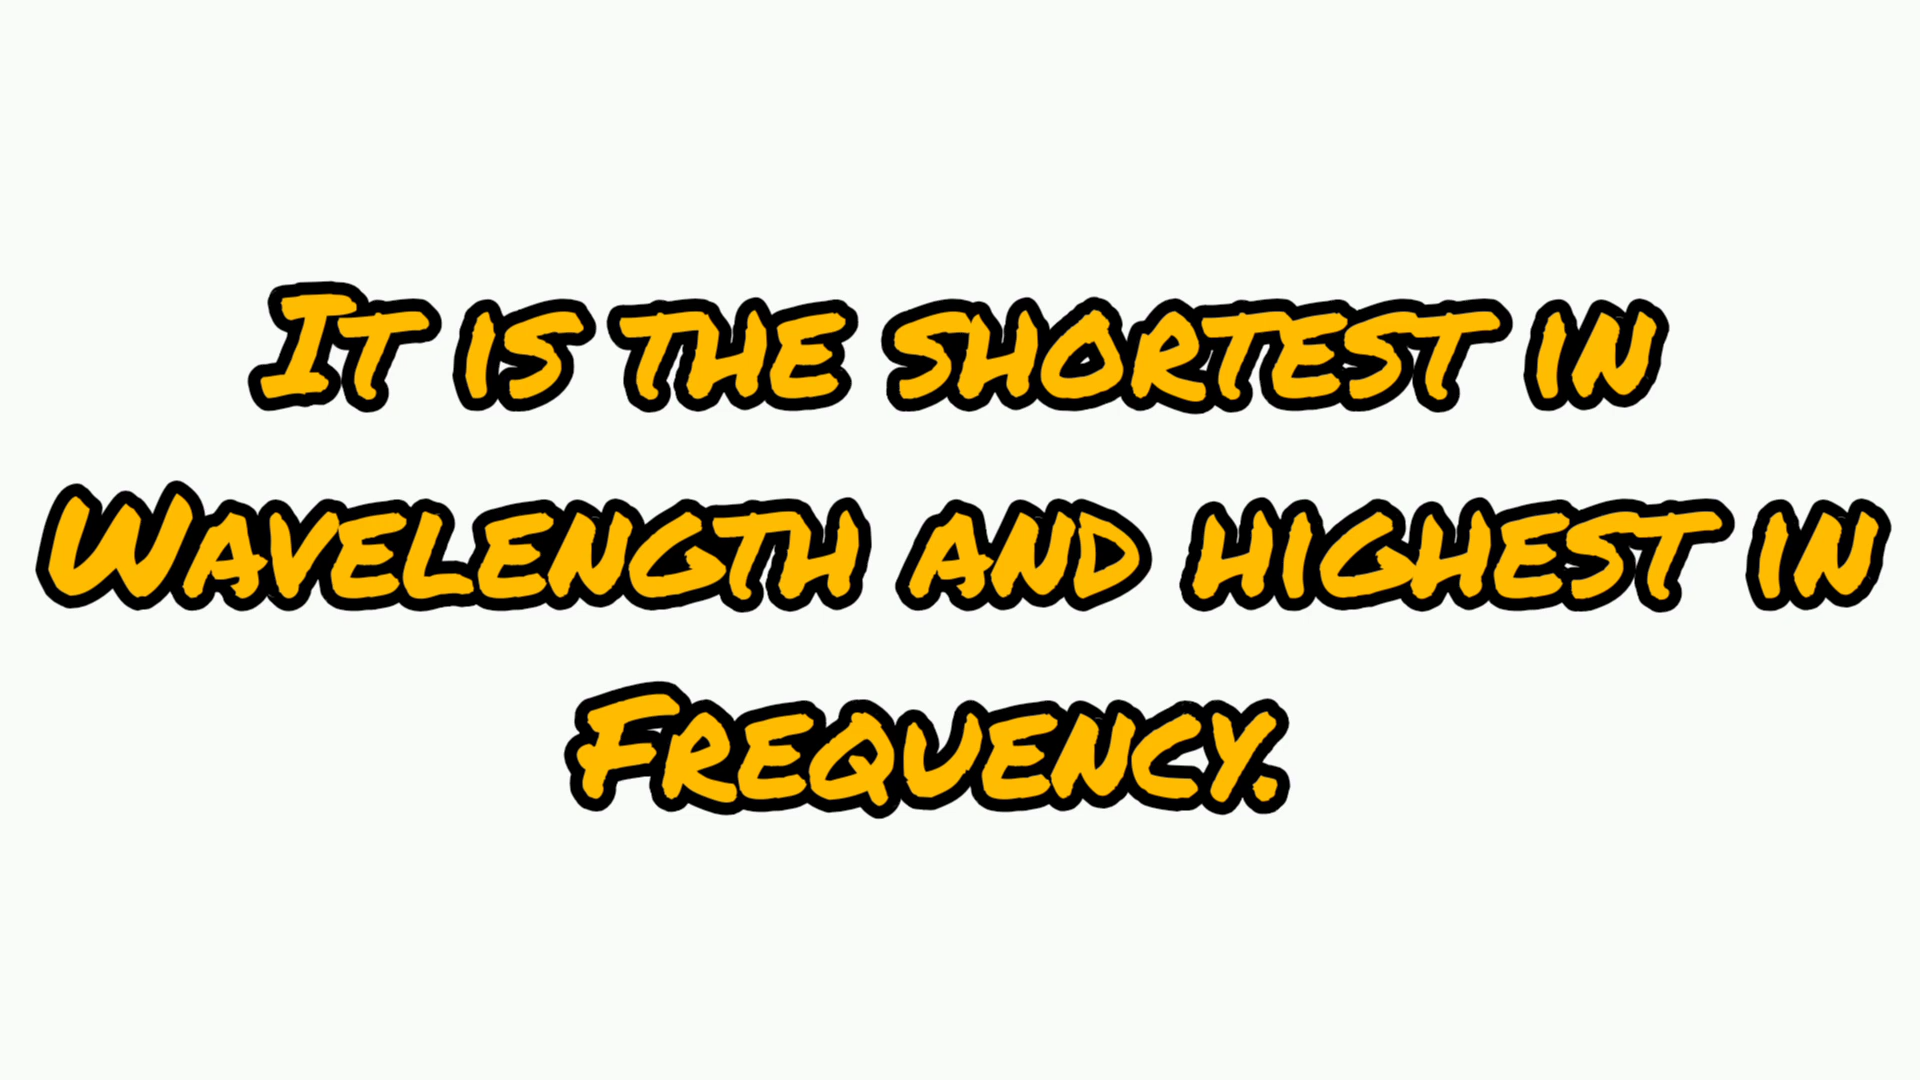 It is the shortest in
Wavelength and highest in
Frequency.